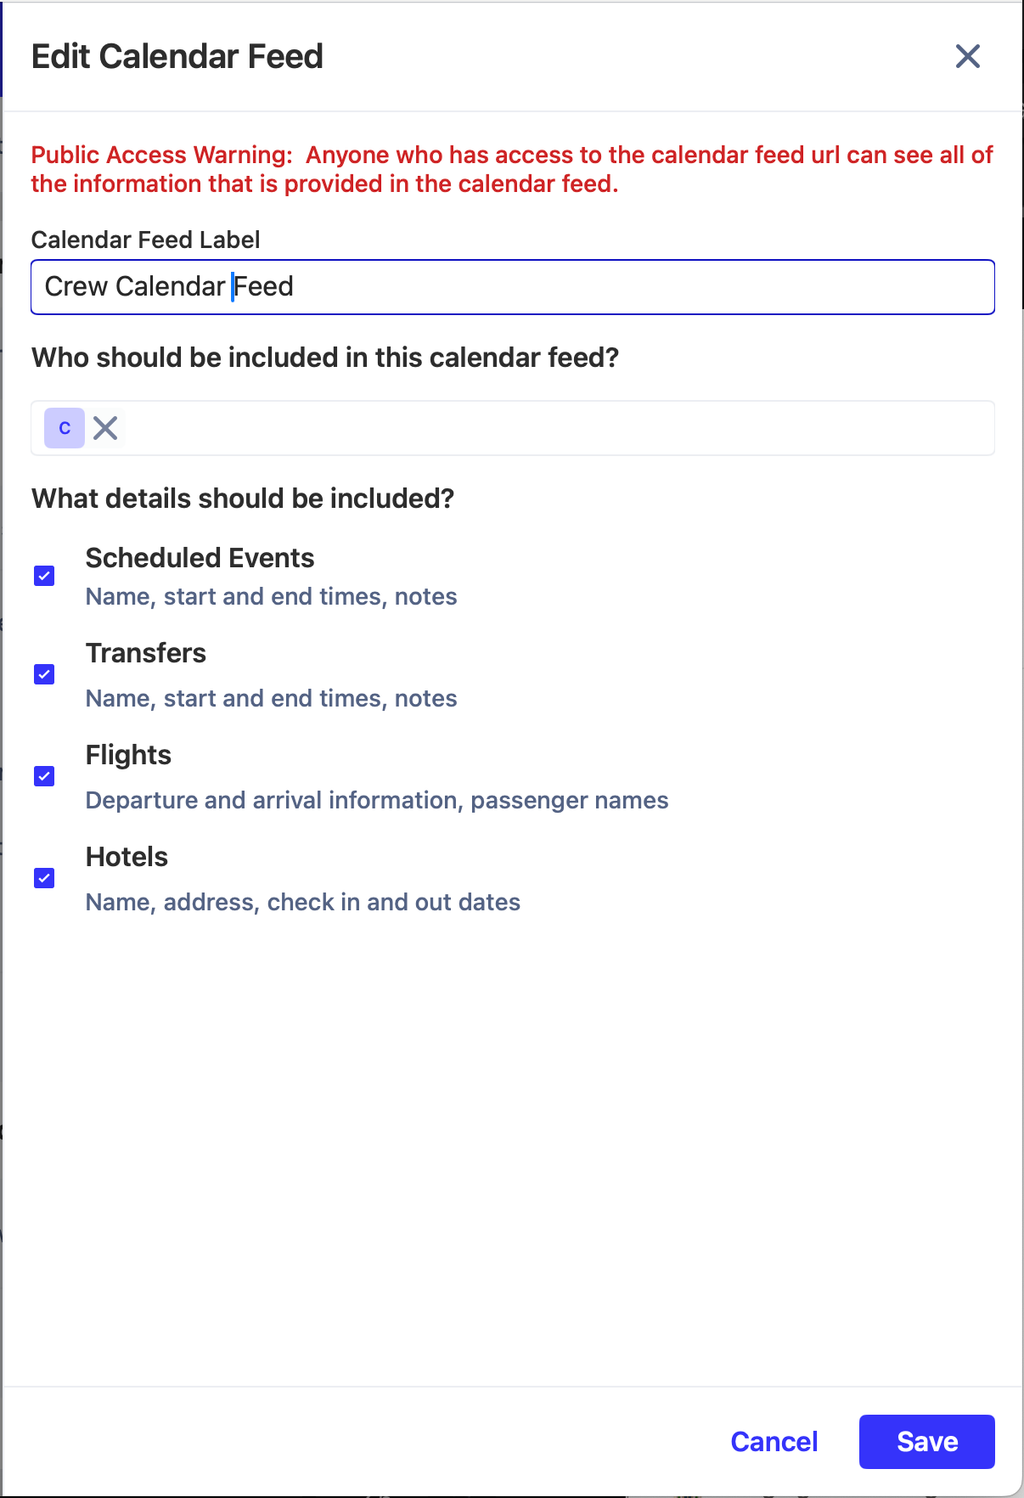 Edit Calendar Feed
Public Access Warning:  Anyone who has access to the calendar feed url can see all of
the information that is provided in the calendar feed.
Calendar Feed Label
Crew Calendar Feed
Who should be included in this calendar feed?
C
What details should be included?
Scheduled Events
Name, start and end times, notes
Transfers
Name, start and end times, notes
Flights
Departure and arrival information, passenger names
Hotels
Name, address, check in and out dates
Cancel
Save